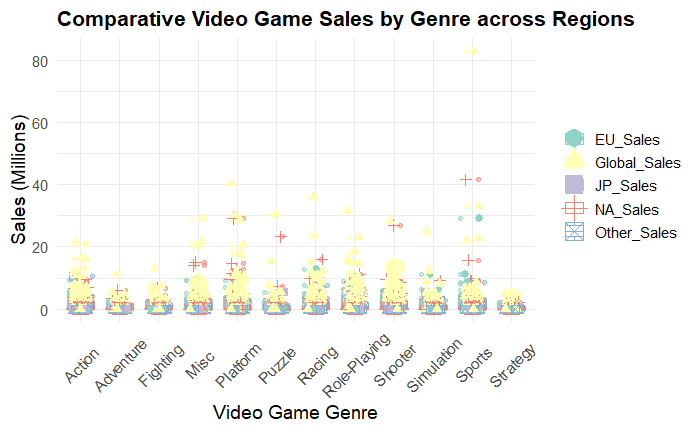 Comparative Video Game Sales by Genre across Regions
Sales (Millions)
80
60
40
20
0
Action
Adventure
Fighting
Misc
Platform
Puzzle
Racing
Role-Playing
Shooter
Simulation
Sports
Strategy
Video Game Genre
EU_Sales
Global_Sales
JP_Sales
NA_Sales
Other_Sales